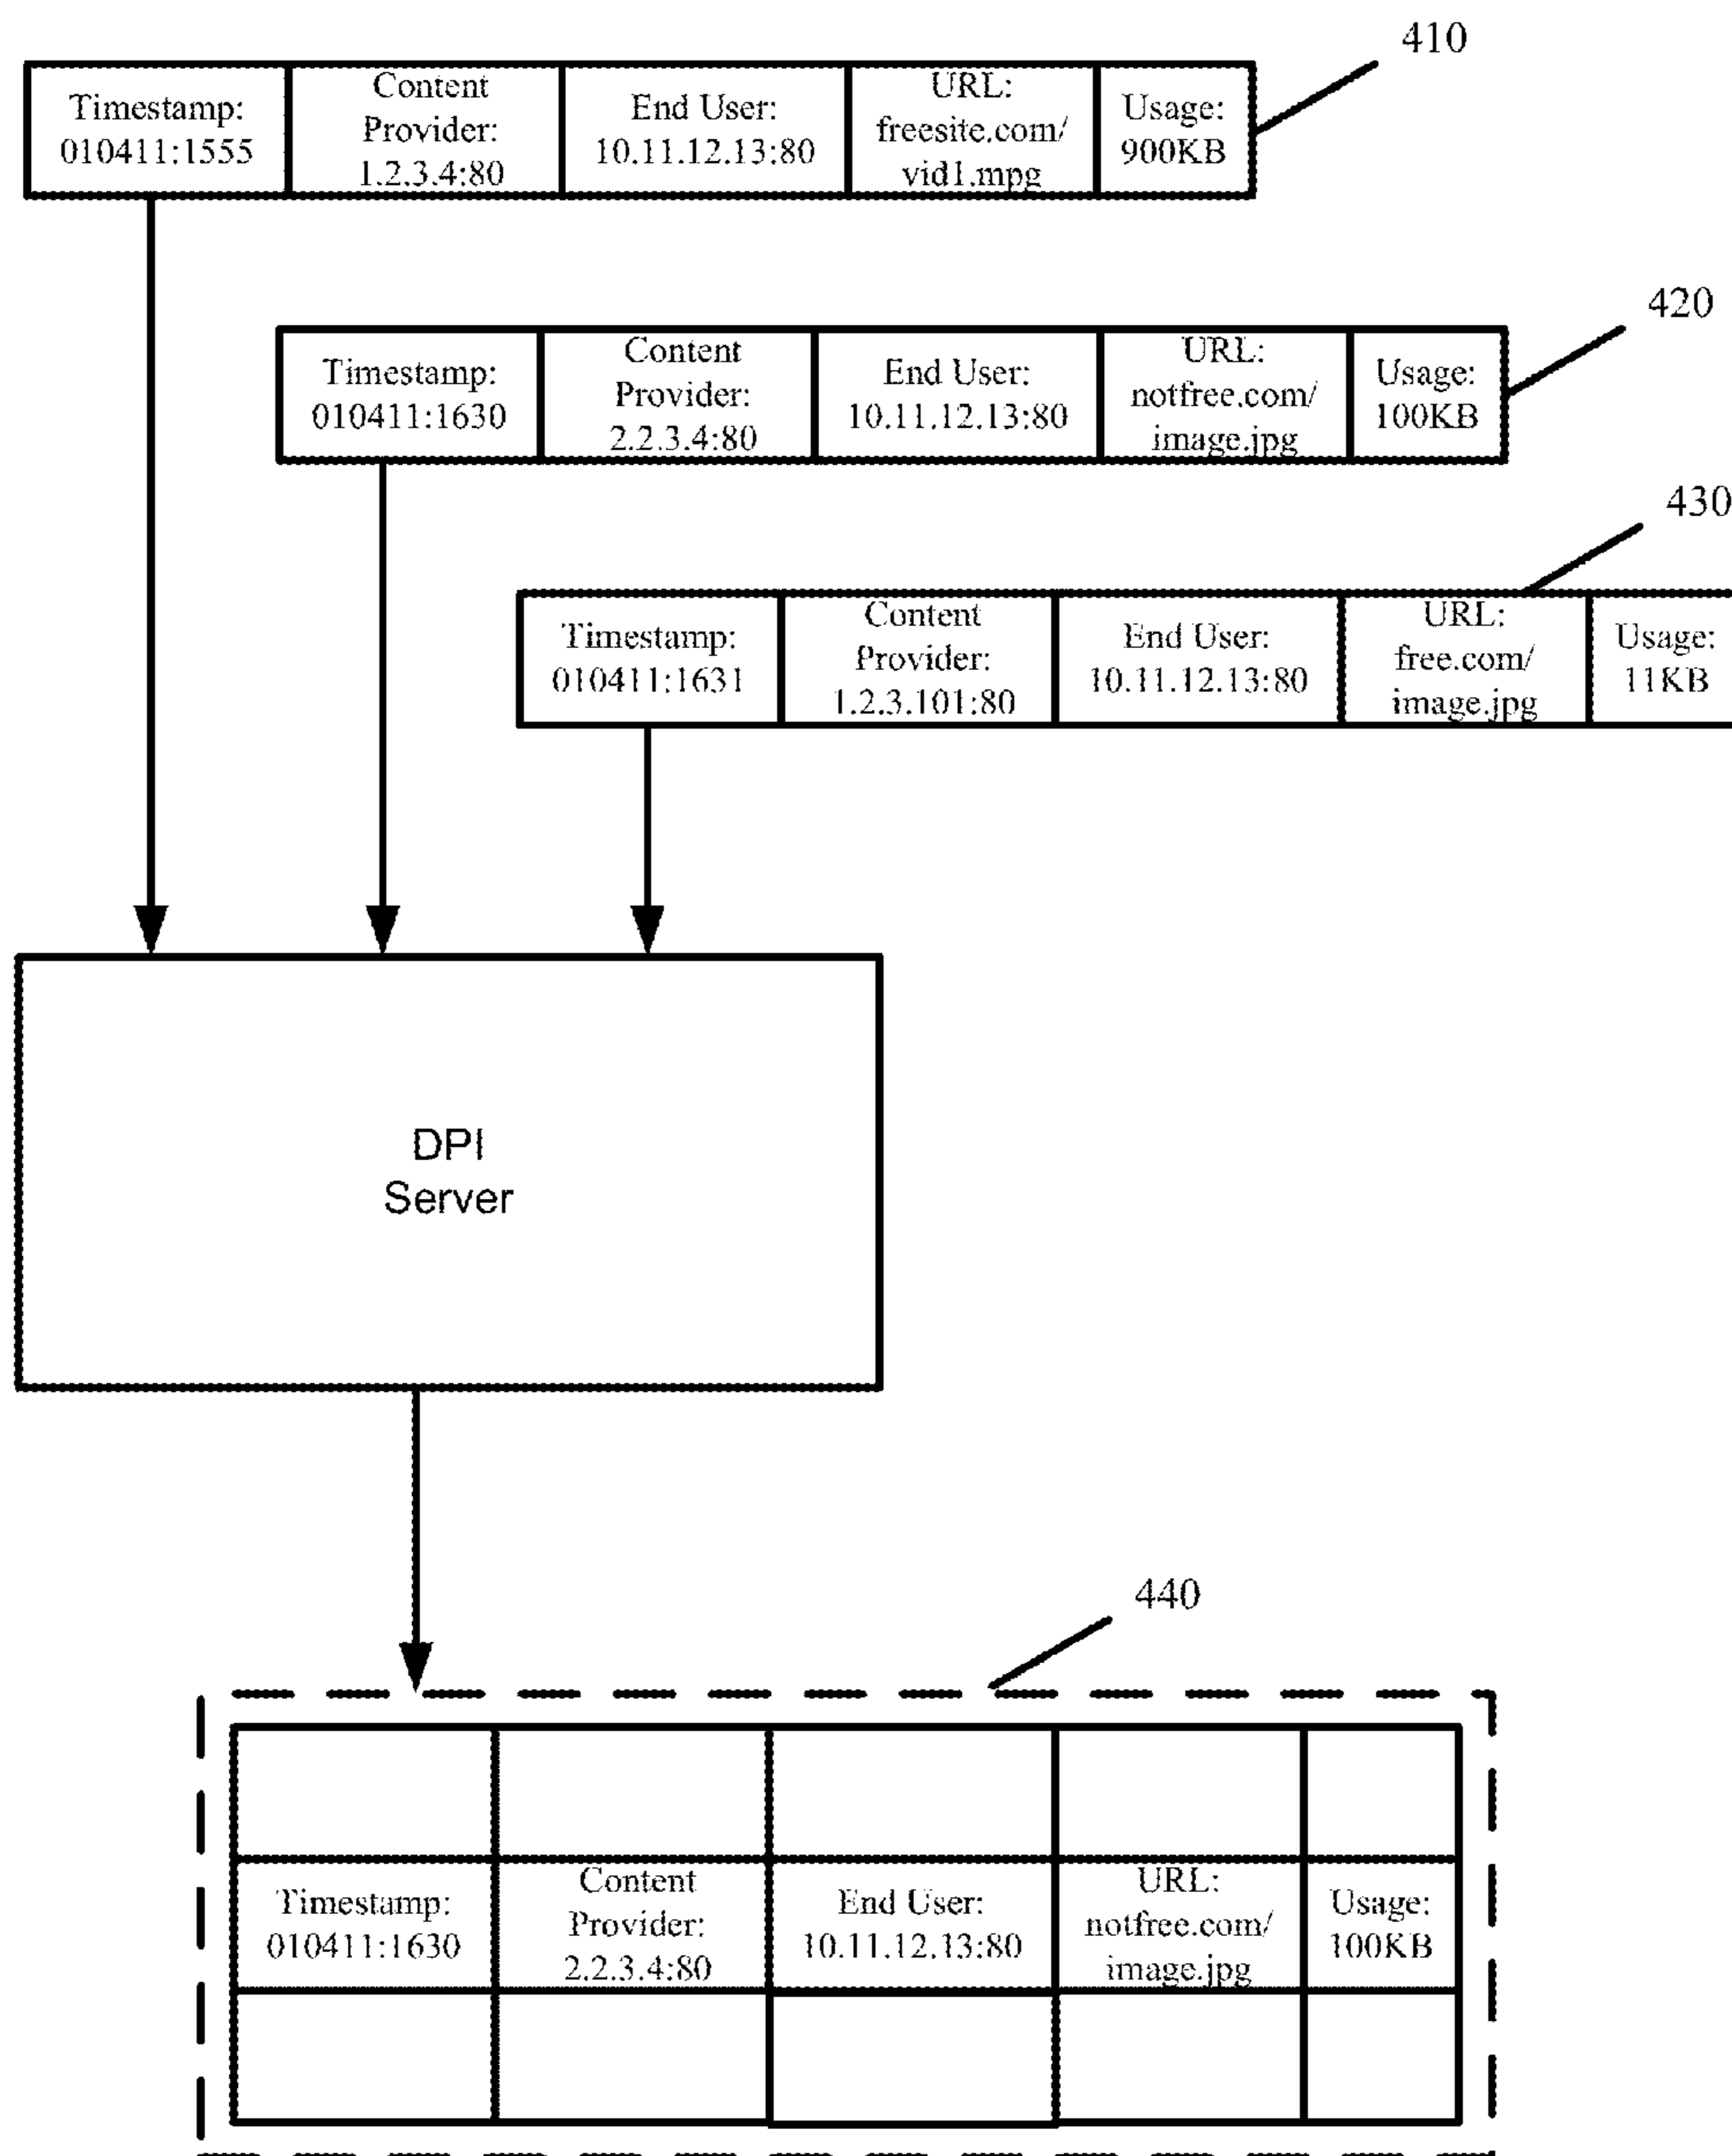 410
Timestamp:
010411:1555
Content
Provider:
1.2.3.4:80
End User:
10.11.12.13:80
URL:
freesite.com/
vid1.mpg
Usage:
900KB
420
Timestamp:
010411:1630
Content
Provider:
2.2.3.4:80
End User:
10.11.12.13:80
URL:
notfree.com/
image.jpg
Usage:
100KB
430
Timestamp:
010411:1631
Content
Provider:
1.2.3.101:80
End User:
10.11.12.13:80
URL:
free.com/
image.jpg
Usage:
11KB
DPI
Server
440
Timestamp:
010411:1630
Content
Provider:
2.2.3.4:80
End User:
10.11.12.13:80
URL:
notfree.com/
image.jpg
Usage:
100KB